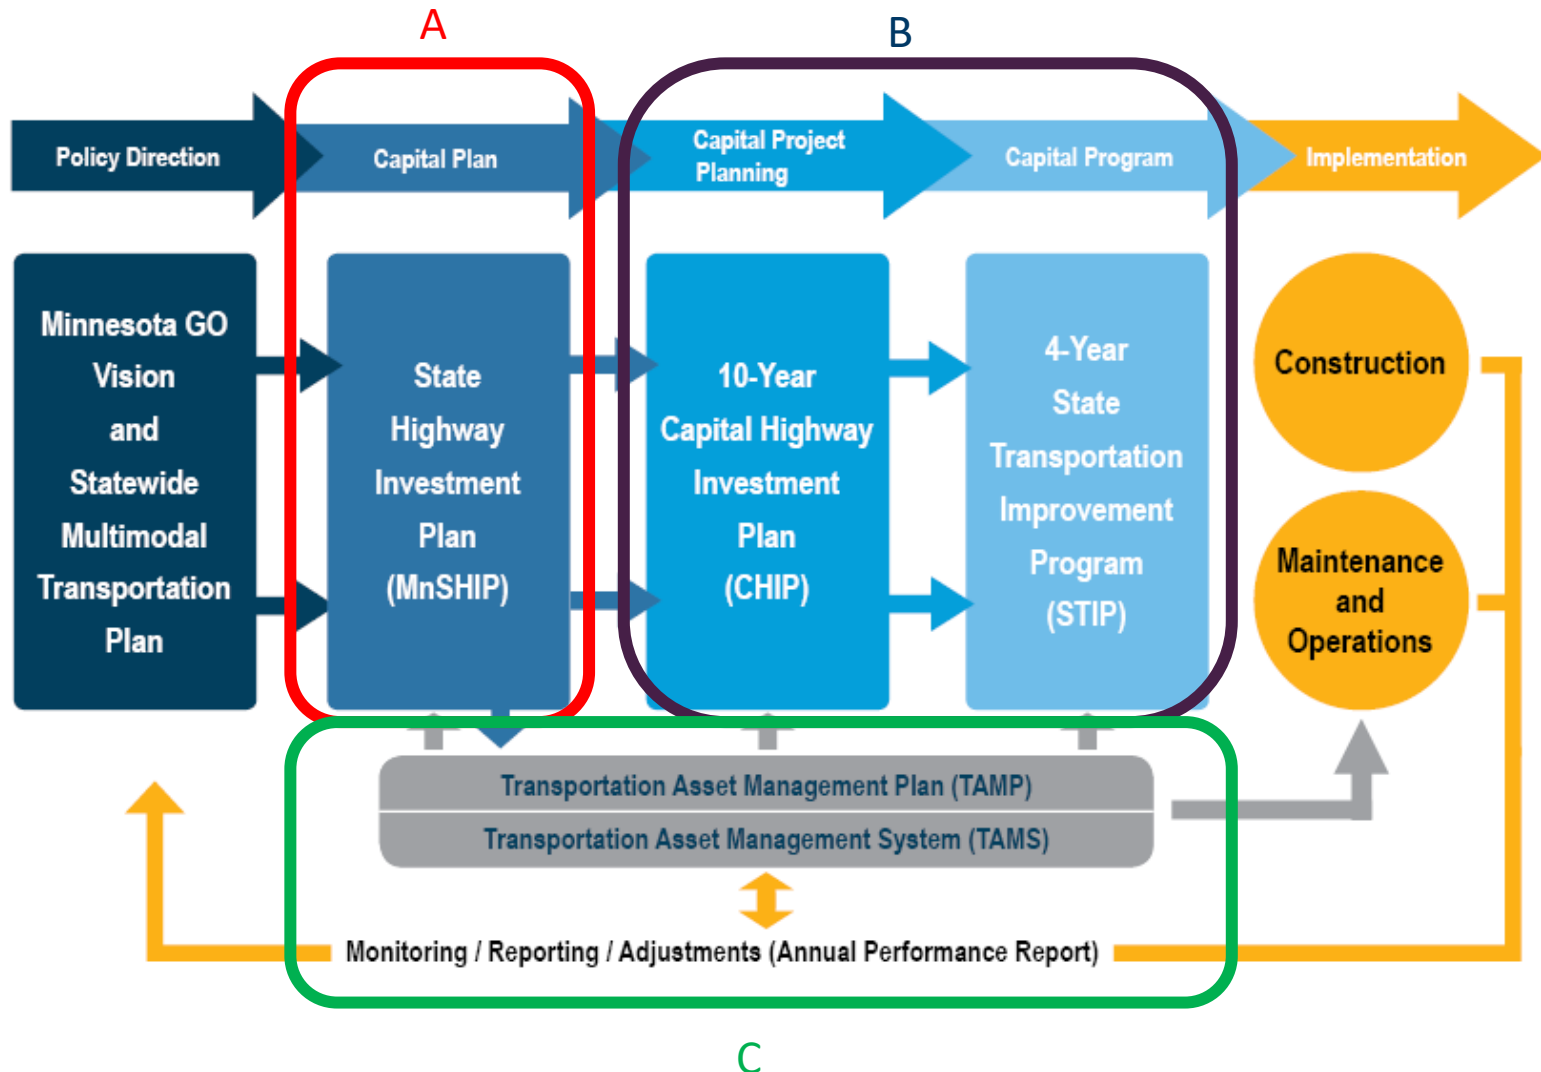 A
B
Policy Direction
Capital Plan
Capital Project
Planning
Capital Program
Implementation
Minnesota GO
Vision
and
Statewide
Multimodal
Transportation
Plan
State
Highway
Investment
Plan
(MnSHIP)
10-Year
Capital Highway
Investment
Plan
(CHIP)
4-Year
State
Transportation
Improvement
Program
(STIP)
Construction
Maintenance
and
Operations
Transportation Asset Management Plan (TAMP)
Transportation Asset Management System (TAMS)
Monitoring / Reporting / Adjustments (Annual Performance Report)
C